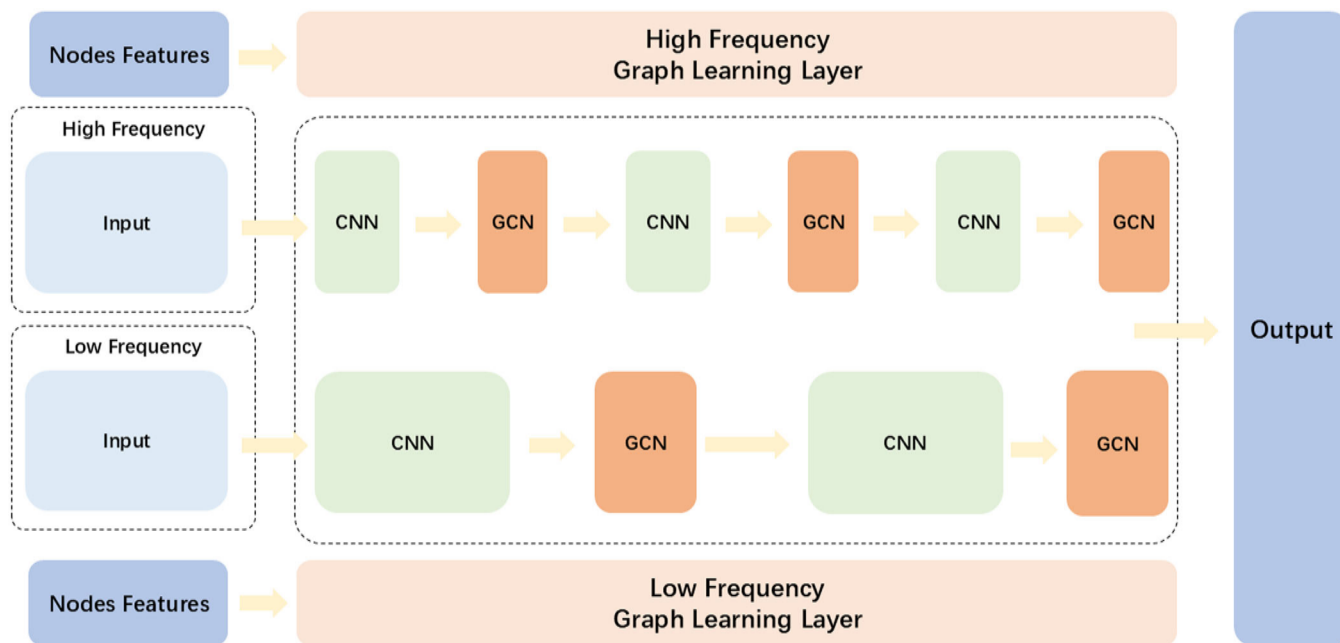 Nodes Features
High Frequency
Graph Learning Layer
High Frequency
Input
CNN
GCN
CNN
GCN
CNN
GCN
Output
Low Frequency
Input
CNN
GCN
CNN
GCN
Nodes Features
Low Frequency
Graph Learning Layer